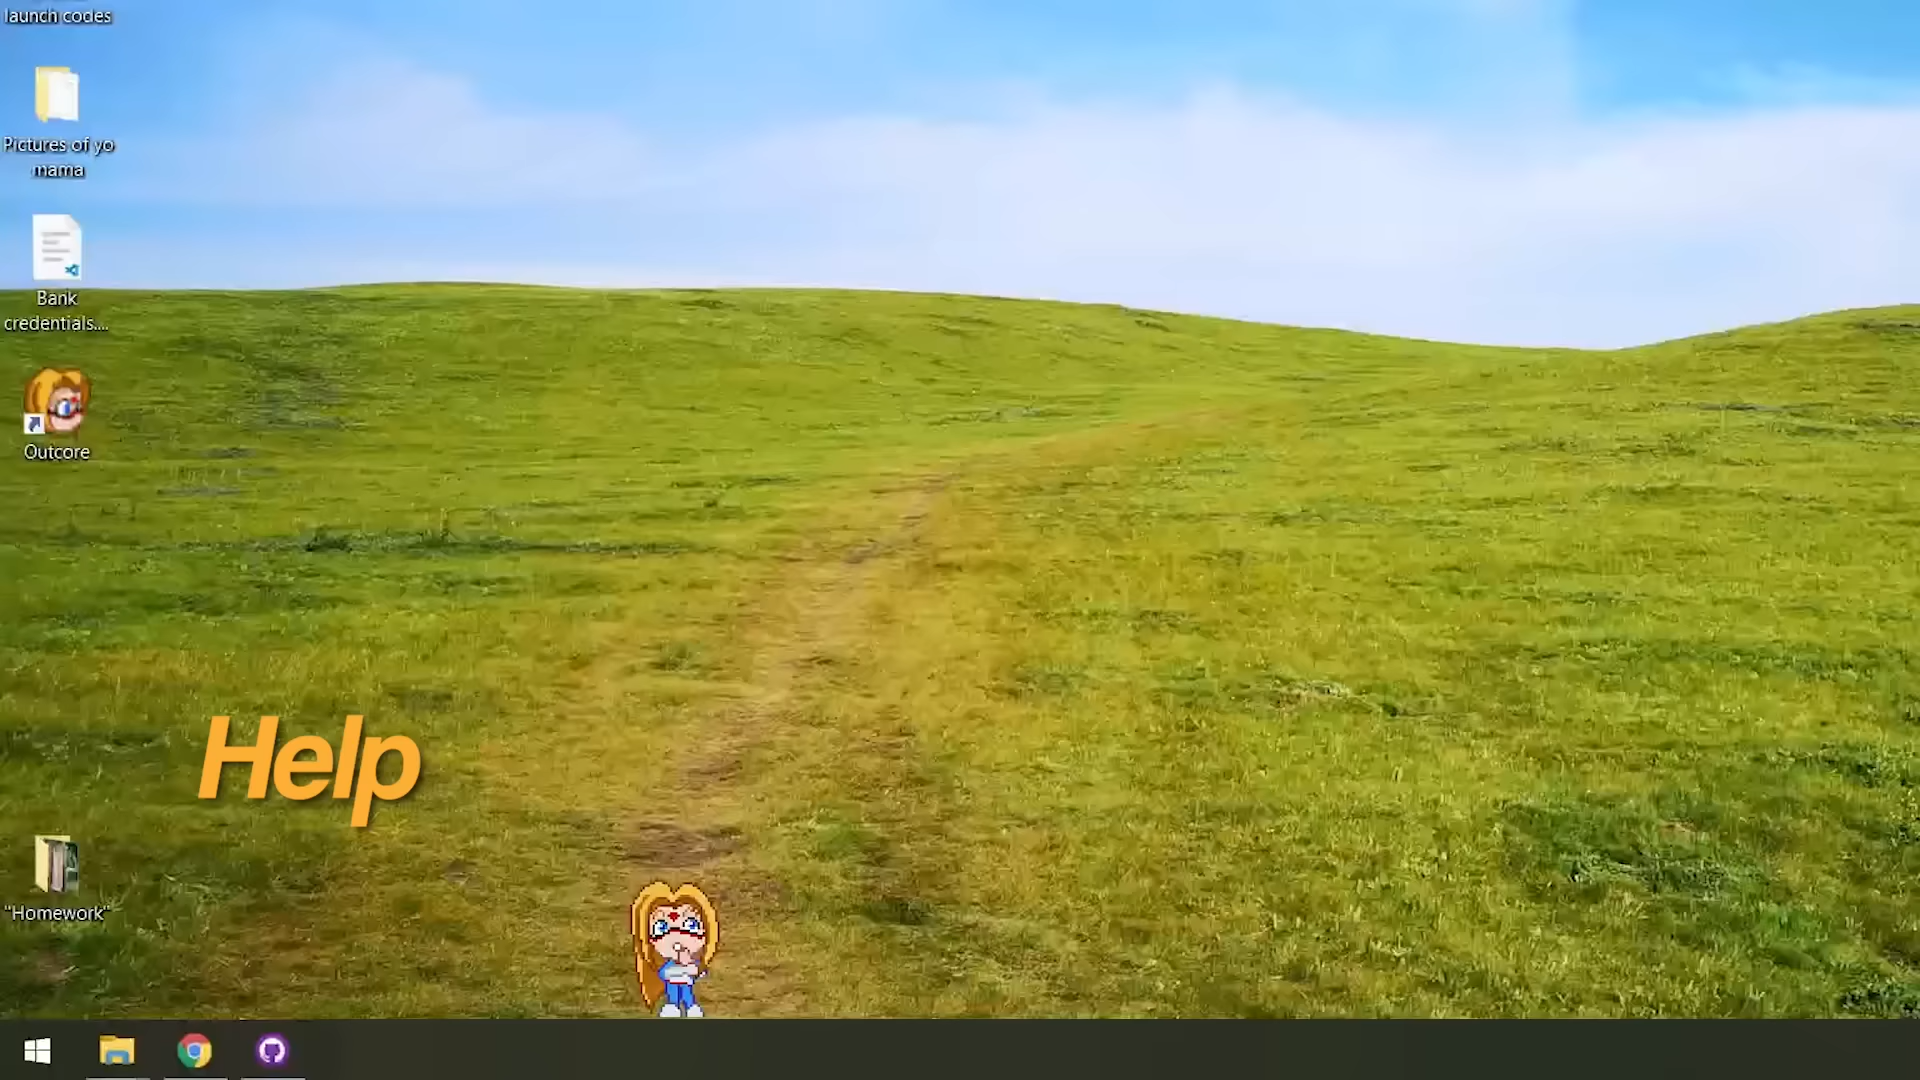 launch codes
Pictures of yo
mama
Bank
credentials....
Outcore
Help
"Homework"